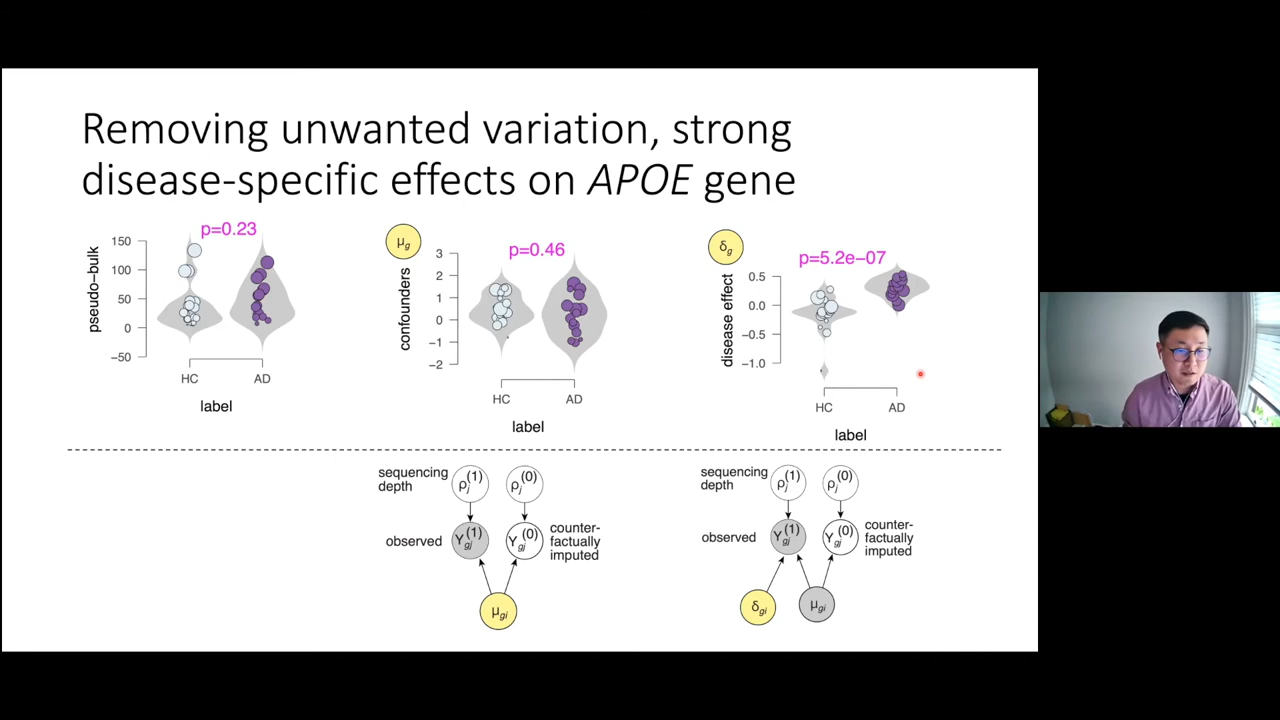 Removing unwanted variation, strong
disease-specific effects on APOE gene
p=0.23
pseudo-bulk
150
100
50
0
−50
HC
AD
label
μg
p=0.46
confounders
3
2
1
0
−1
−2
HC
AD
label
δg
p=5.2e−07
disease effect
0.5
0.0
−0.5
−1.0
HC
AD
label
sequencing
depth
ρj(1)
ρj(0)
observed
Ygj(1)
Ygj(0)
counter-
factually
imputed
μgi
sequencing
depth
ρj(1)
ρj(0)
observed
Ygj(1)
Ygj(0)
counter-
factually
imputed
δgi
μgi